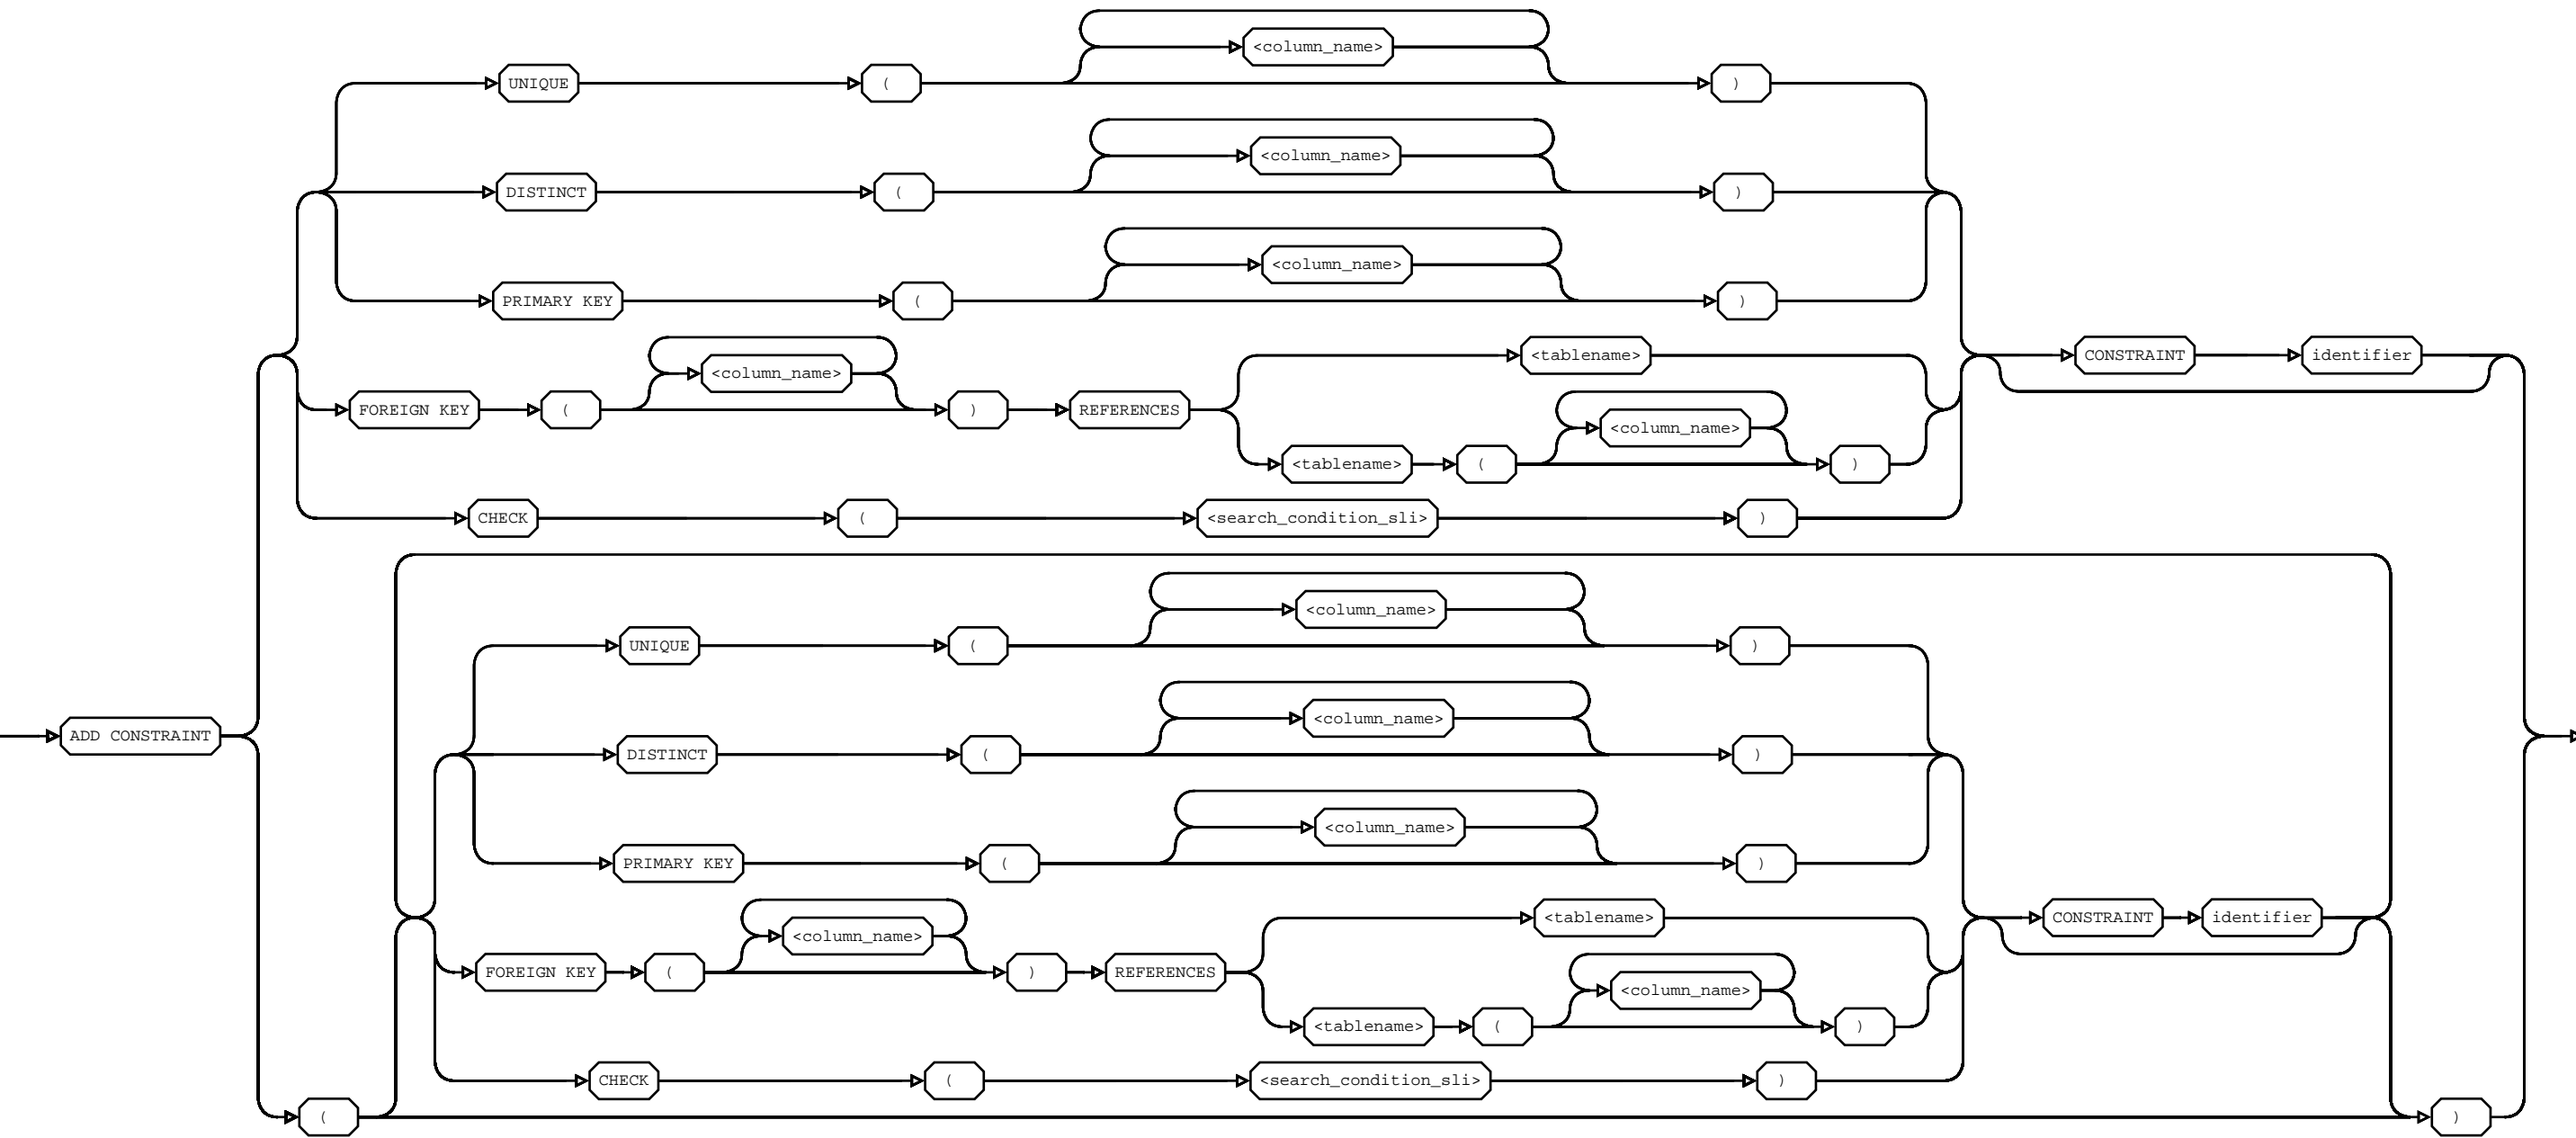 <column_name>
UNIQUE ( )
<column_name>
DISTINCT ( )
<column_name>
PRIMARY KEY ( )
<tablename> CONSTRAINT identifier
<column_name>
FOREIGN KEY ( ) REFERENCES
<column_name>
<tablename> ( )
CHECK ( <search_condition_sli> )
<column_name>
UNIQUE ( )
<column_name>
ADD CONSTRAINT
DISTINCT ( )
<column_name>
PRIMARY KEY ( )
<tablename> CONSTRAINT identifier
<column_name>
FOREIGN KEY ( ) REFERENCES
<column_name>
<tablename> ( )
CHECK ( <search_condition_sli> )
( )